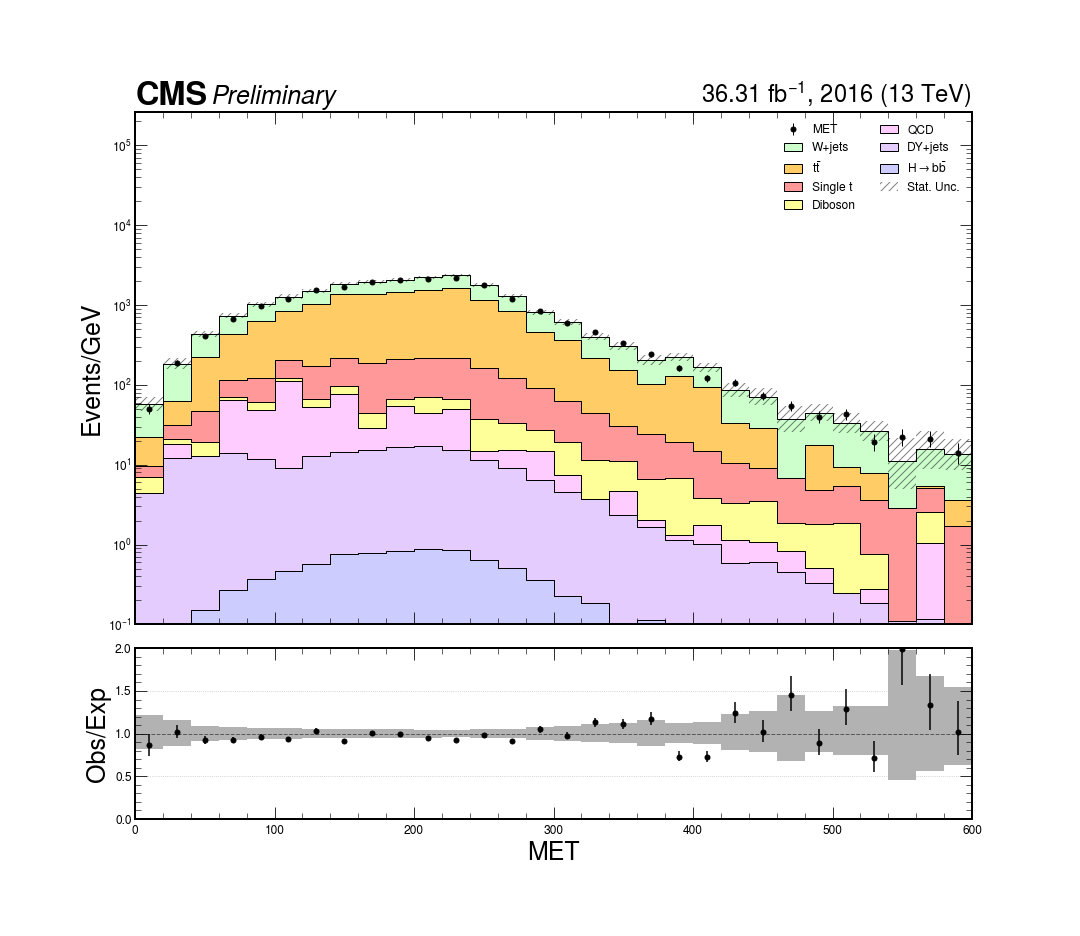 CMS Preliminary
36.31 fb⁻¹, 2016 (13 TeV)
MET
W+jets
tt̄
Single t
Diboson
QCD
DY+jets
H→bb̄
Stat. Unc.
Events/GeV
10⁵
10⁴
10³
10²
10¹
10⁰
10⁻¹
Obs/Exp
2.0
1.5
1.0
0.5
0.0
0 100 200 300 400 500 600
MET